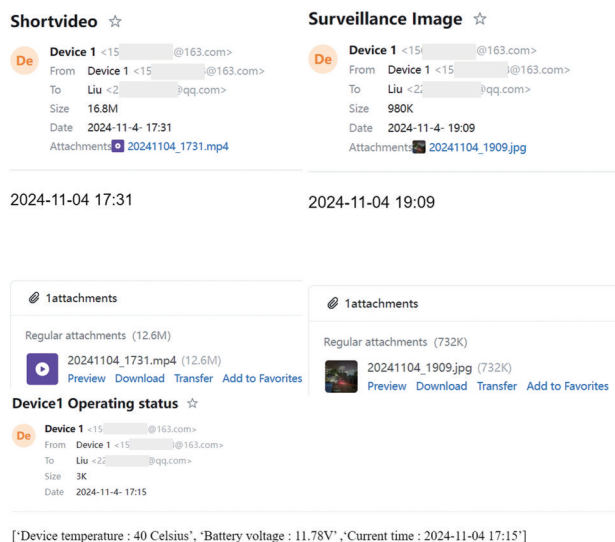 Shortvideo
De
Device 1 <15 @163.com>
From Device 1 <15 @163.com>
To Liu <2 @qq.com>
Size 16.8M
Date 2024-11-4- 17:31
Attachments 20241104_1731.mp4
2024-11-04 17:31
1attachments
Regular attachments (12.6M)
20241104_1731.mp4 (12.6M)
Preview Download Transfer Add to Favorites
Surveillance Image
De
Device 1 <15 @163.com>
From Device 1 <15 @163.com>
To Liu <22 @qq.com>
Size 980K
Date 2024-11-4- 19:09
Attachments 20241104_1909.jpg
2024-11-04 19:09
1attachments
Regular attachments (732K)
20241104_1909.jpg (732K)
Preview Download Transfer Add to Favorites
Device1 Operating status
De
Device 1 <15 @163.com>
From Device 1 <15 @163.com>
To Liu <22 @qq.com>
Size 3K
Date 2024-11-4- 17:15
[‘Device temperature : 40 Celsius’, ‘Battery voltage : 11.78V’ ,‘Current time : 2024-11-04 17:15’]